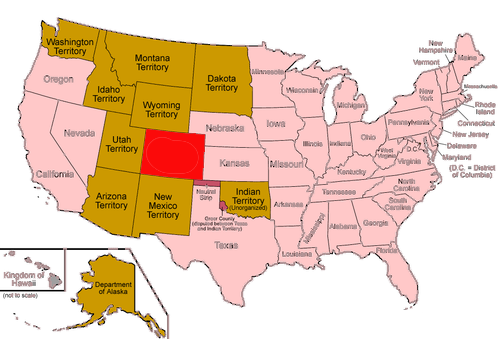 Washington
Territory
Montana
Territory
Dakota
Territory
Minnesota
New
Hampshire
Vermont
Maine
Oregon
Idaho
Territory
Wyoming
Territory
Wisconsin
Michigan
New
York
Massachusetts
Rhode
Island
Connecticut
New Jersey
Delaware
Maryland
(D.C. = District
of Columbia)
Nevada
Utah
Territory
Nebraska
Iowa
Illinois
Indiana
Ohio
Pennsylvania
D.C.
California
Kansas
Missouri
West
Virginia
Virginia
Kentucky
Arizona
Territory
New
Mexico
Territory
Neutral
Strip
Indian
Territory
(Unorganized)
Greer County
(disputed between Texas
and Indian Territory)
Arkansas
Tennessee
North
Carolina
South
Carolina
Texas
Louisiana
Mississippi
Alabama
Georgia
Florida
Kingdom of
Hawaii
(not to scale)
Department
of Alaska